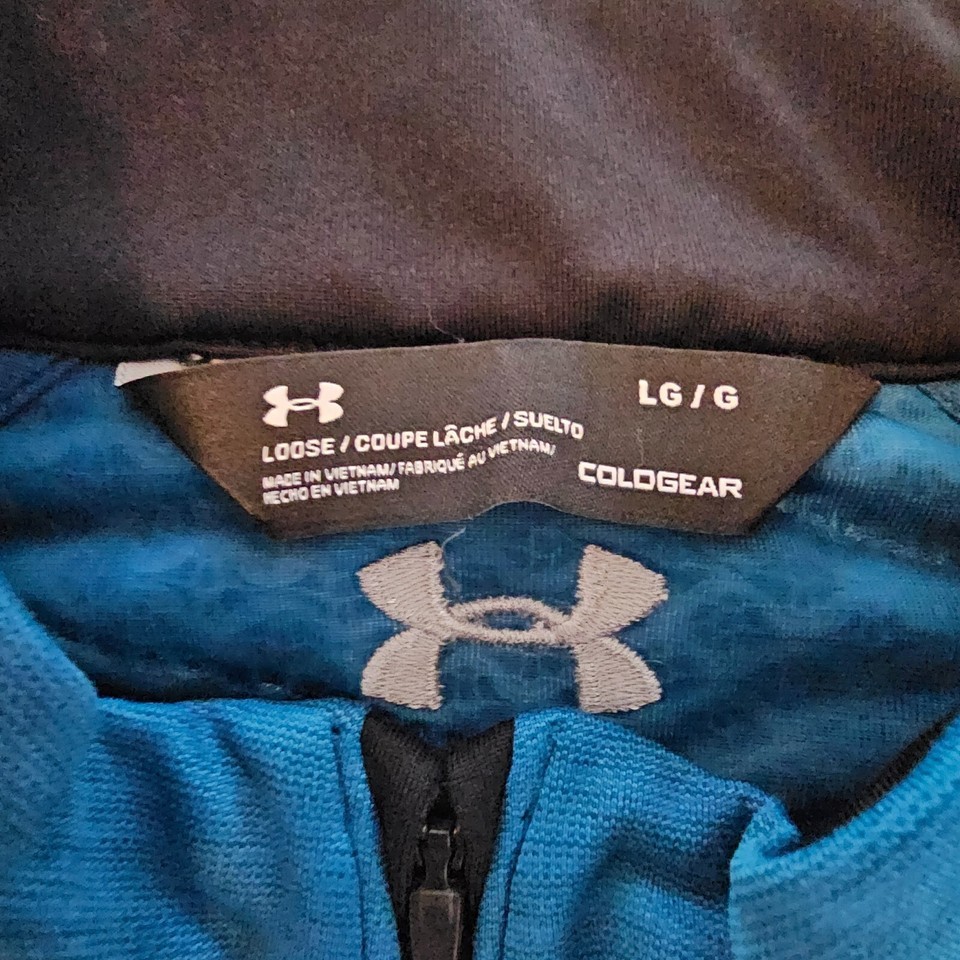 LG / G
LOOSE / COUPE LÂCHE / SUELTO
MADE IN VIETNAM/ FABRIQUÉ AU VIETNAM/
HECHO EN VIETNAM
COLDGEAR